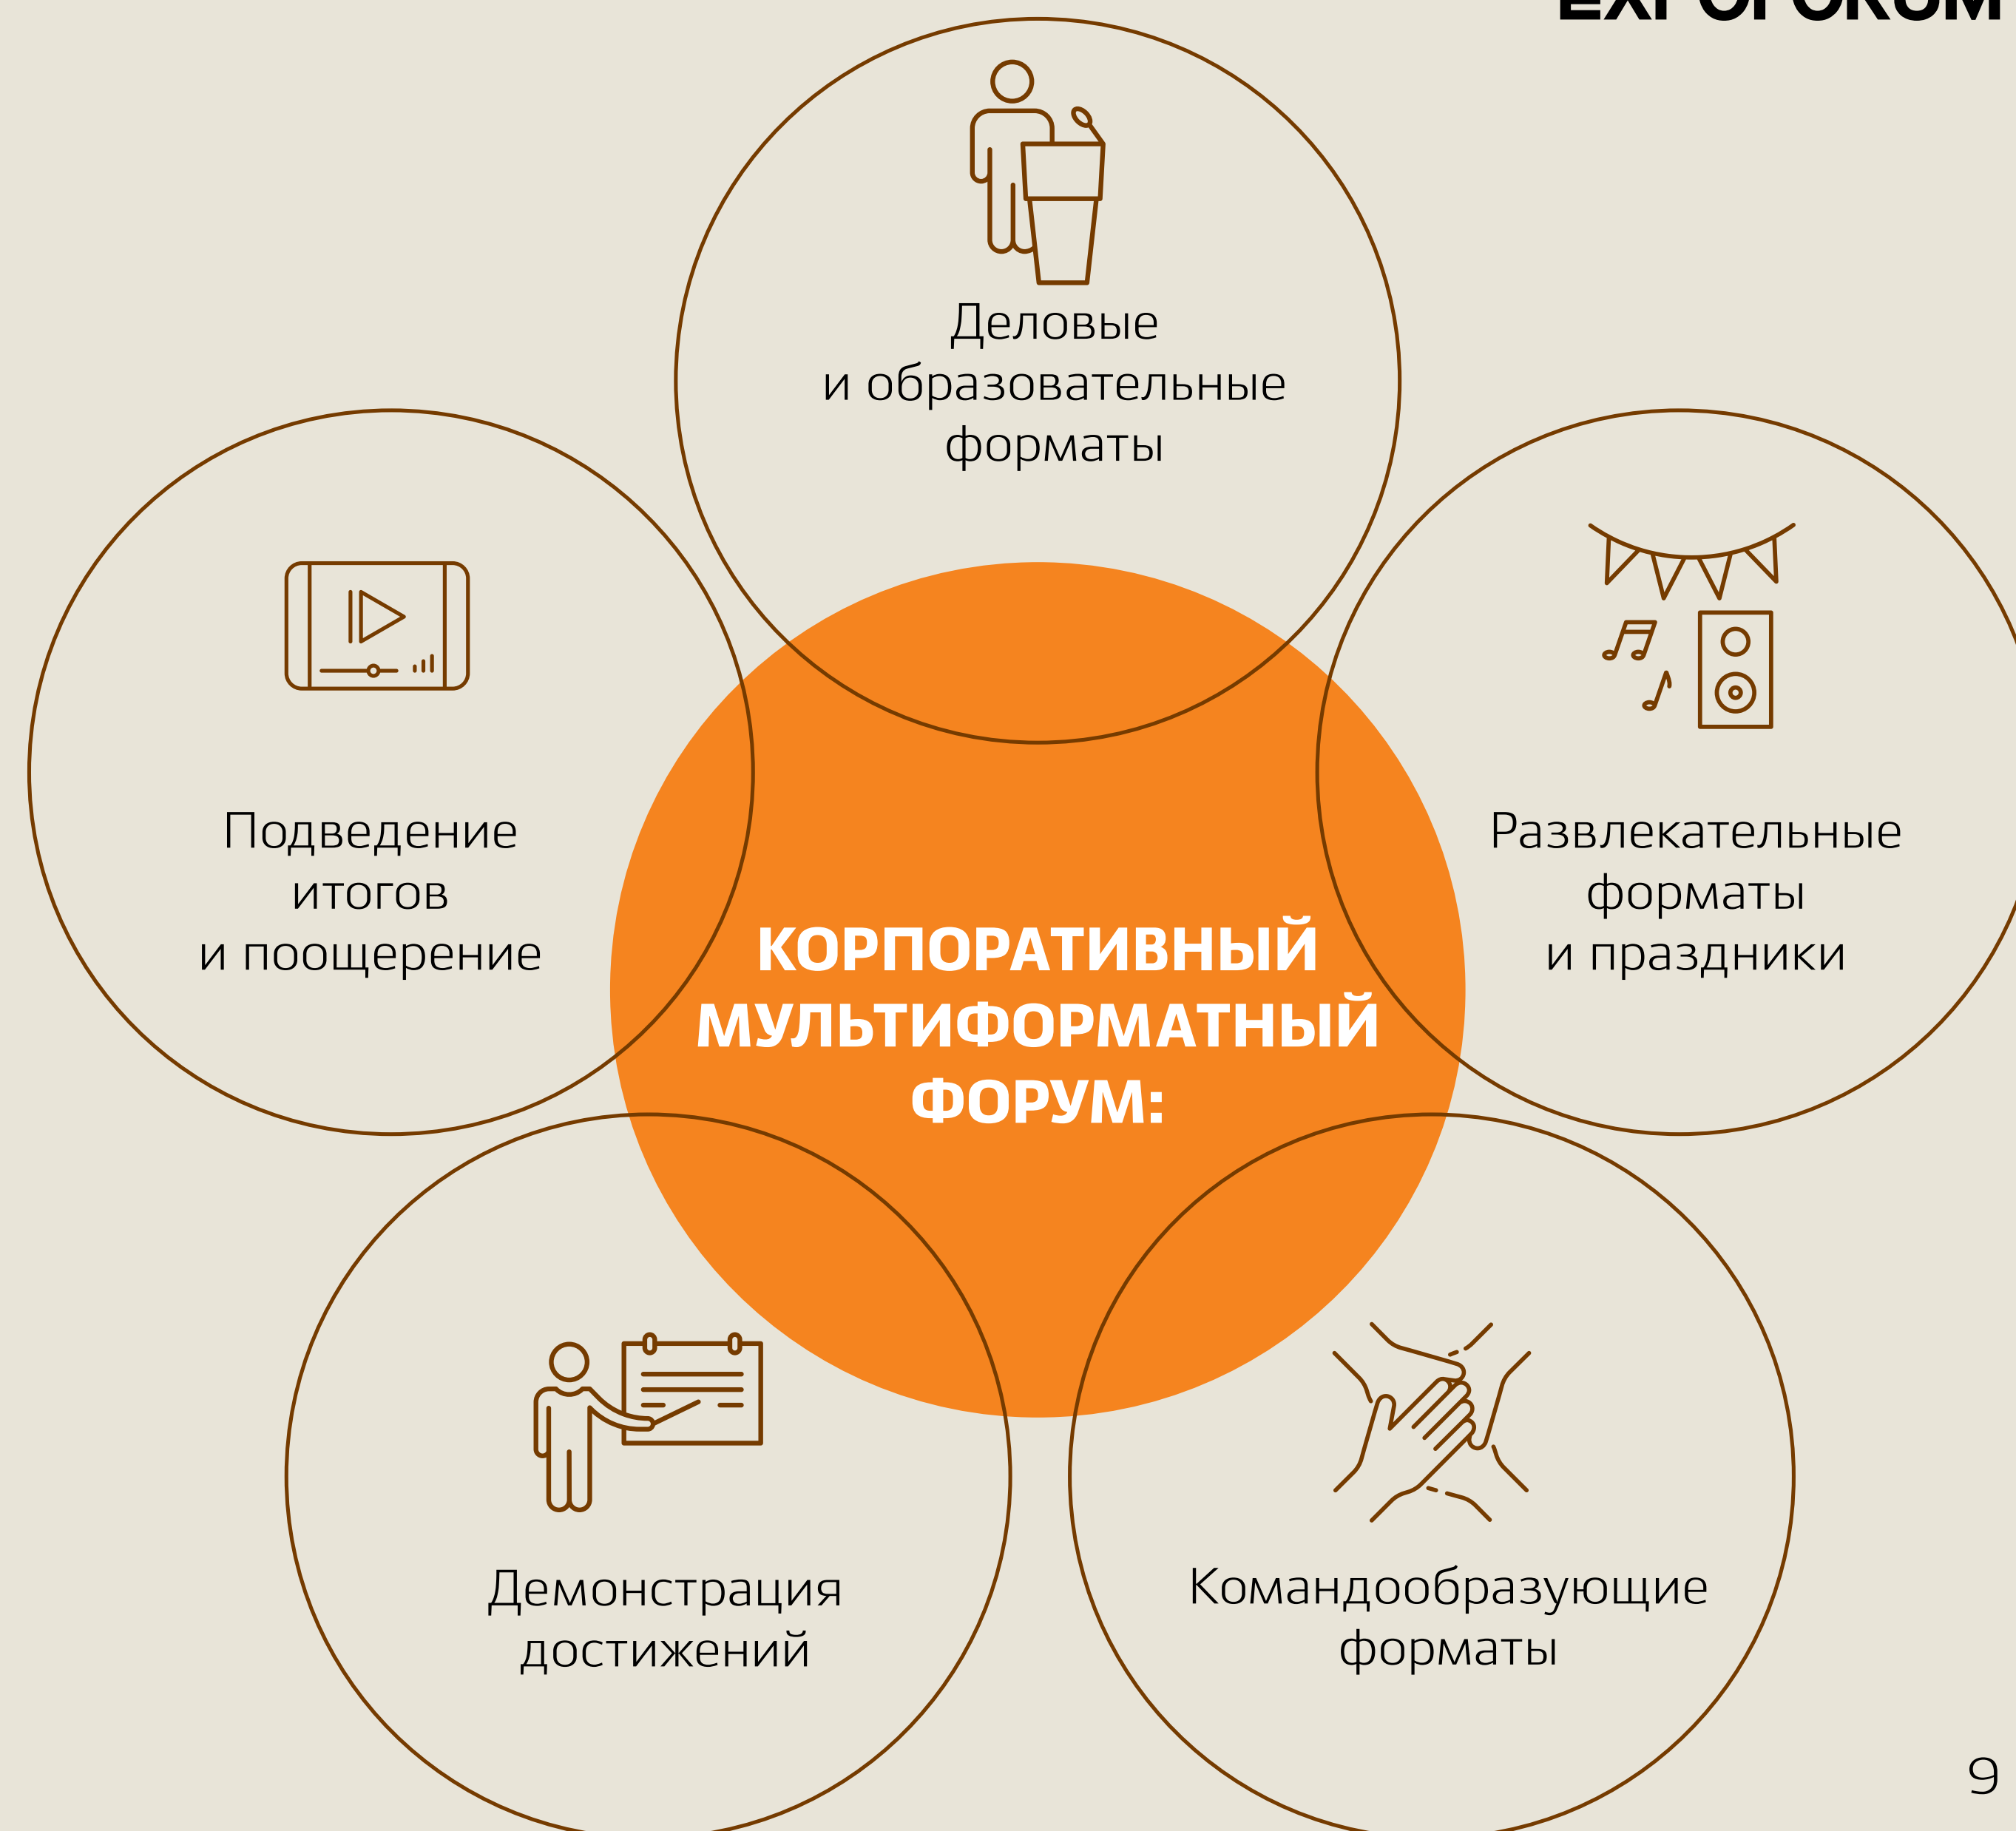 EXPOFORUM
Деловые
и образовательные
форматы
Подведение
итогов
и поощерение
Развлекательные
форматы
и праздники
КОРПОРАТИВНЫЙ
МУЛЬТИФОРМАТНЫЙ
ФОРУМ:
Демонстрация
достижений
Командообразующие
форматы
9